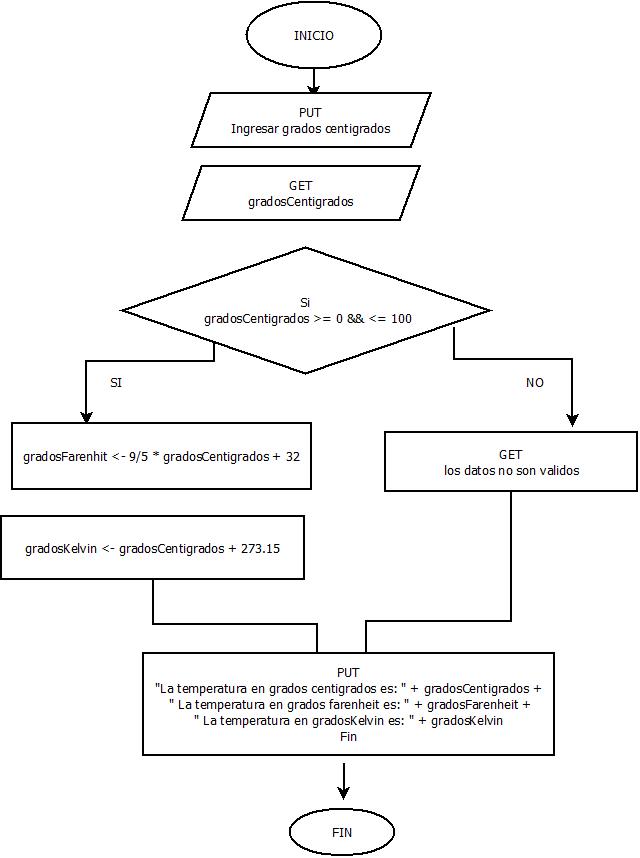 INICIO
PUT
Ingresar grados centigrados
GET
gradosCentigrados
Si
gradosCentigrados >= 0 && <= 100
SI
NO
gradosFarenhit <- 9/5 * gradosCentigrados + 32
GET
los datos no son validos
gradosKelvin <- gradosCentigrados + 273.15
PUT
"La temperatura en grados centigrados es: " + gradosCentigrados +
" La temperatura en grados farenheit es: " + gradosFarenheit +
" La temperatura en gradosKelvin es: " + gradosKelvin
Fin
FIN